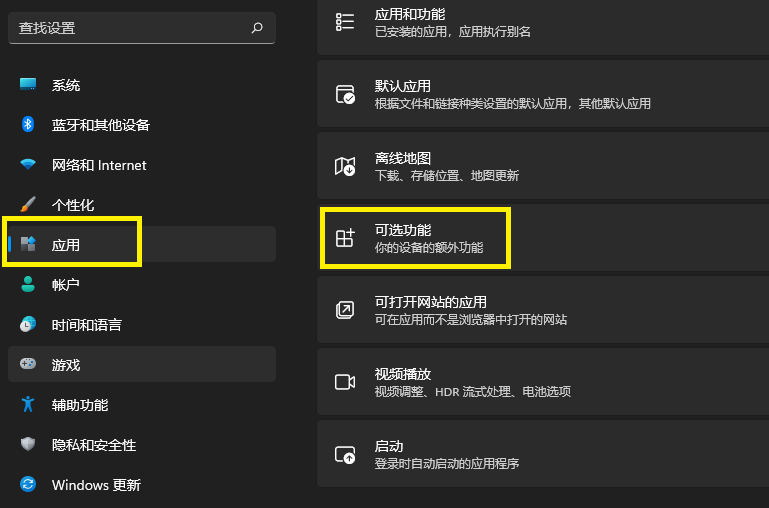 查找设置
系统
蓝牙和其他设备
网络和 Internet
个性化
应用
帐户
时间和语言
游戏
辅助功能
隐私和安全性
Windows 更新
应用和功能
已安装的应用，应用执行别名
默认应用
根据文件和链接种类设置的默认应用，其他默认应用
离线地图
下载、存储位置、地图更新
可选功能
你的设备的额外功能
可打开网站的应用
可在应用而不是浏览器中打开的网站
视频播放
视频调整、HDR 流式处理、电池选项
启动
登录时自动启动的应用程序